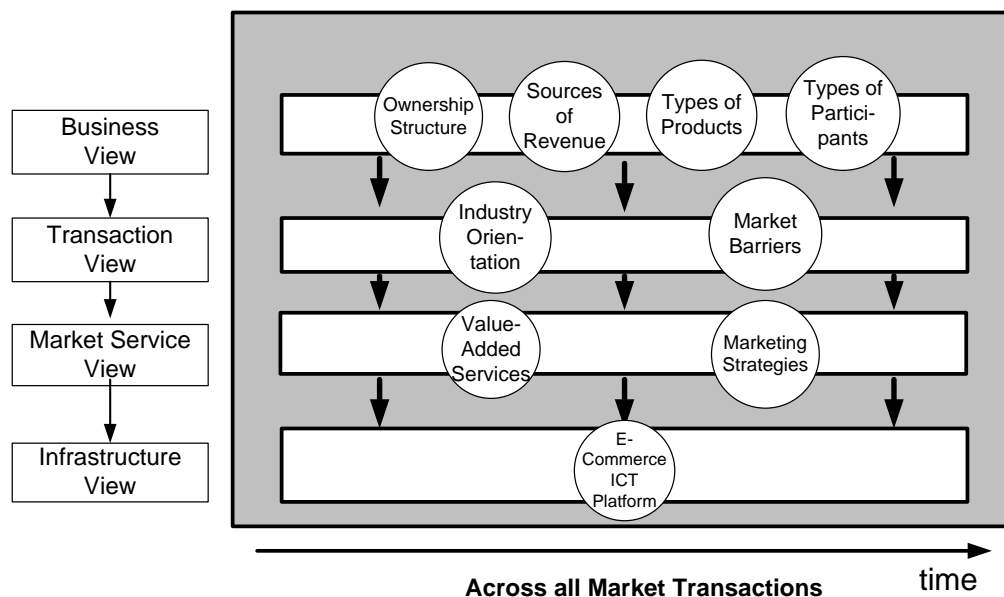 Business
View
Ownership
Structure
Sources
of
Revenue
Types of
Products
Types of
Partici-
pants
Transaction
View
Industry
Orien-
tation
Market
Barriers
Market Service
View
Value-
Added
Services
Marketing
Strategies
Infrastructure
View
E-
Commerce
ICT
Platform
time
Across all Market Transactions